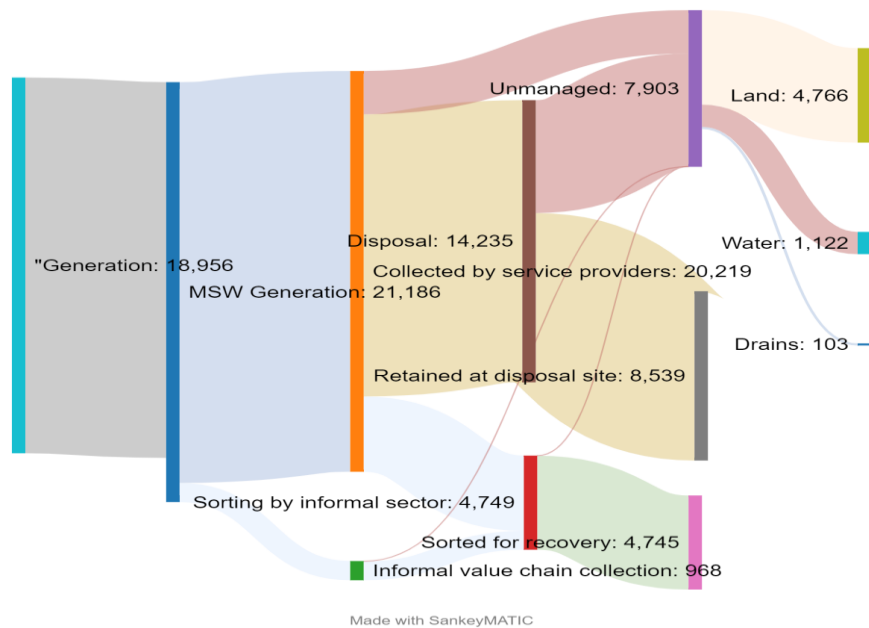 Unmanaged: 7,903
Land: 4,766
Disposal: 14,235
Water: 1,122
"Generation: 18,956
Collected by service providers: 20,219
MSW Generation: 21,186
Drains: 103
Retained at disposal site: 8,539
Sorting by informal sector: 4,749
Sorted for recovery: 4,745
Informal value chain collection: 968
Made with SankeyMATIC